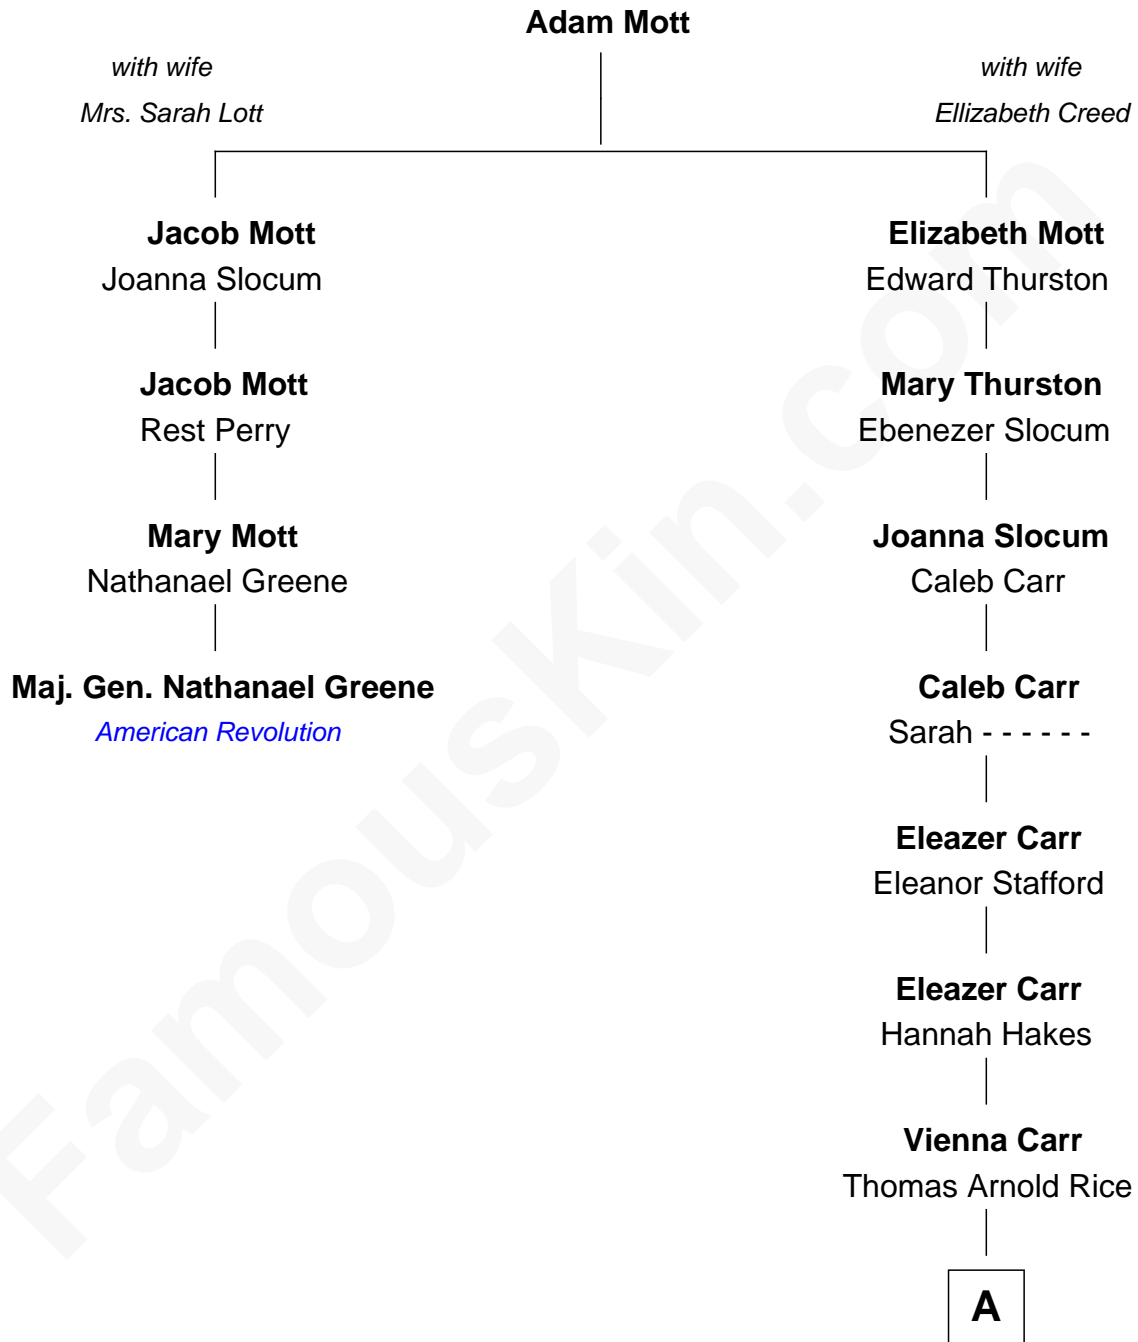 Adam Mott
with wife
Mrs. Sarah Lott
with wife
Ellizabeth Creed
Jacob Mott
Joanna Slocum
Elizabeth Mott
Edward Thurston
Jacob Mott
Rest Perry
Mary Thurston
Ebenezer Slocum
Mary Mott
Nathanael Greene
Joanna Slocum
Caleb Carr
Maj. Gen. Nathanael Greene
American Revolution
Caleb Carr
Sarah - - - - - -
Eleazer Carr
Eleanor Stafford
Eleazer Carr
Hannah Hakes
Vienna Carr
Thomas Arnold Rice
A
FamousKin.com